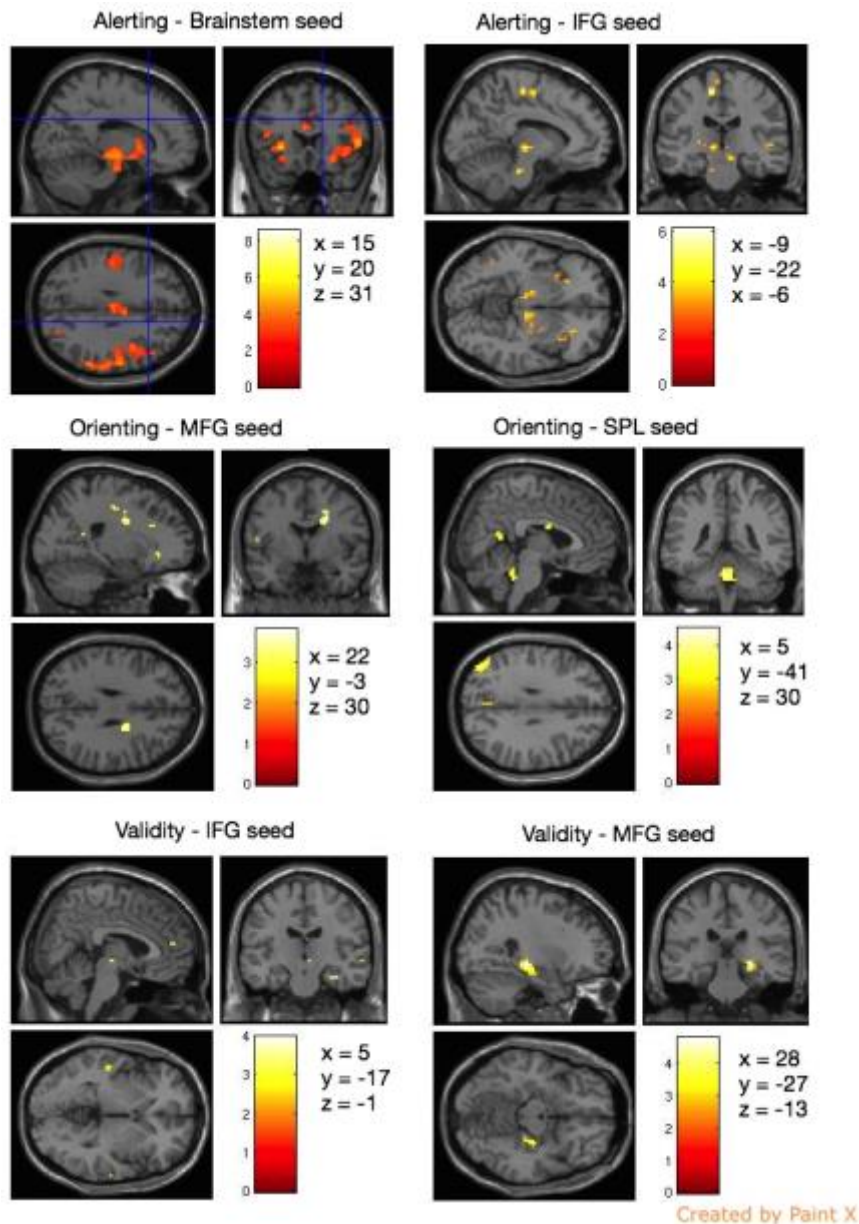 Alerting - Brainstem seed
8
6
4
2
0
x = 15
y = 20
z = 31
Alerting - IFG seed
6
4
2
0
x = -9
y = -22
x = -6
Orienting - MFG seed
3
2
1
0
x = 22
y = -3
z = 30
Orienting - SPL seed
4
3
2
1
0
x = 5
y = -41
z = 30
Validity - IFG seed
4
3
2
1
0
x = 5
y = -17
z = -1
Validity - MFG seed
4
3
2
1
0
x = 28
y = -27
z = -13
Created by Paint X